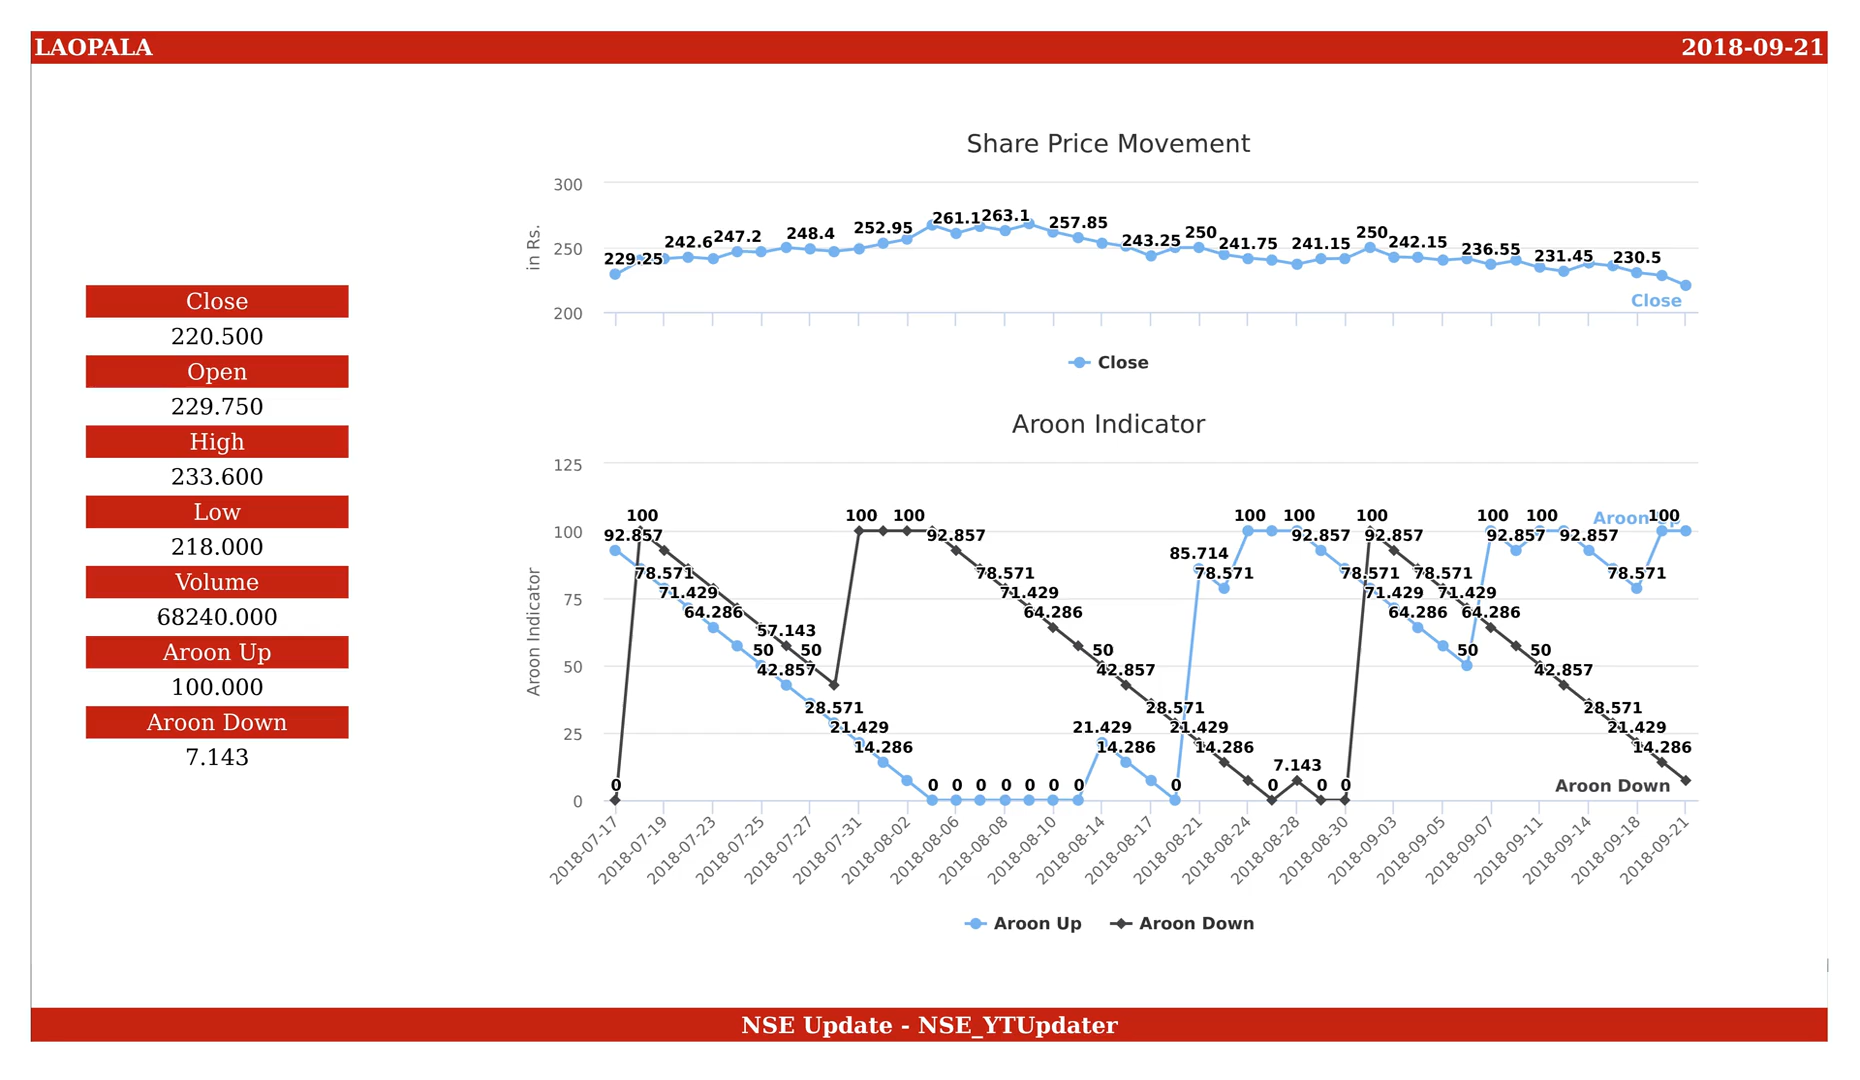 LAOPALA 2018-09-21
Close
220.500
Open
229.750
High
233.600
Low
218.000
Volume
68240.000
Aroon Up
100.000
Aroon Down
7.143
Share Price Movement
in Rs.
300
250
200
229.25 242.6 247.2 248.4 252.95 261.1 263.1 257.85 243.25 250 241.75 241.15 250 242.15 236.55 231.45 230.5
Close
Close
Aroon Indicator
Aroon Indicator
125
100
75
50
25
0
100 100 100 100 100 100 100 100 100
Aroon Up
92.857 92.857 92.857 92.857 92.857 92.857
85.714
78.571 78.571 78.571 78.571 78.571 78.571
71.429 71.429 71.429 71.429
64.286 64.286 64.286 64.286
57.143
50 50 50 50 50
42.857 42.857 42.857
28.571 28.571 28.571
21.429 21.429 21.429 21.429
14.286 14.286 14.286 14.286
7.143
0 0 0 0 0 0 0 0 0 0 0 0
Aroon Down
2018-07-17 2018-07-19 2018-07-23 2018-07-25 2018-07-27 2018-07-31 2018-08-02 2018-08-06 2018-08-08 2018-08-10 2018-08-14 2018-08-17 2018-08-21 2018-08-24 2018-08-28 2018-08-30 2018-09-03 2018-09-05 2018-09-07 2018-09-11 2018-09-14 2018-09-18 2018-09-21
Aroon Up Aroon Down
NSE Update - NSE_YTUpdater